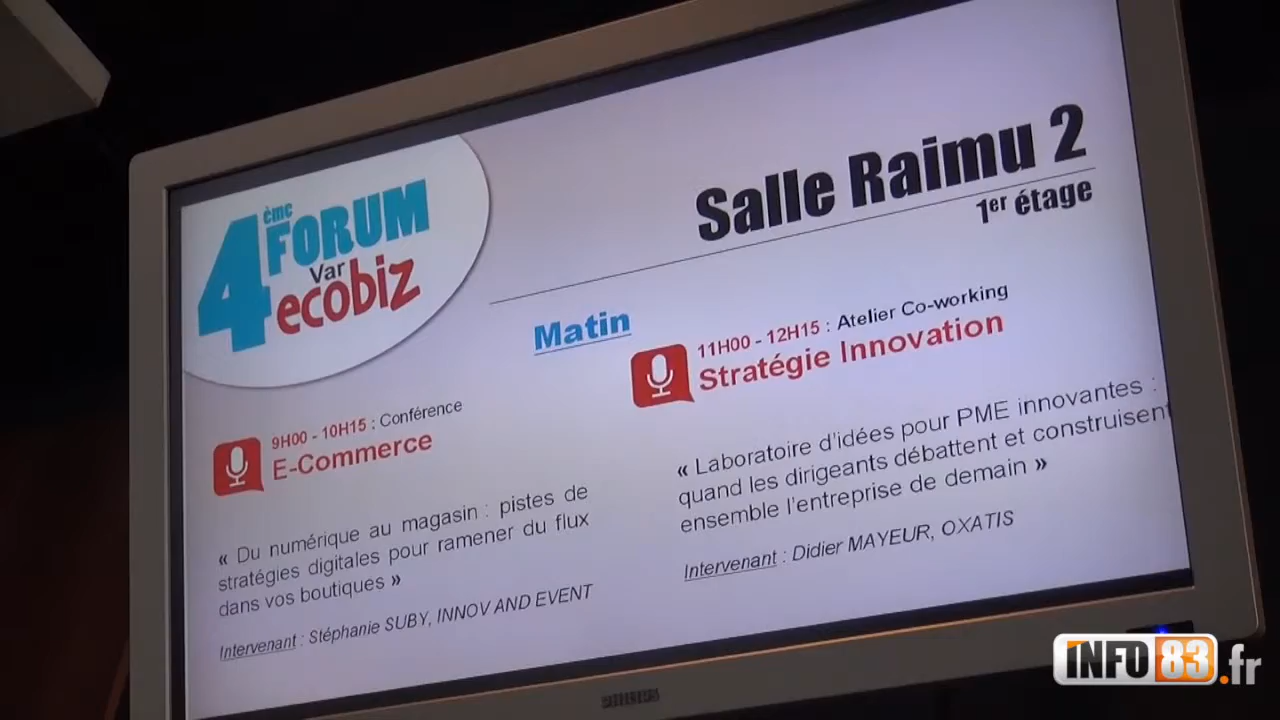 4ème FORUM
Var
ecobiz
Salle Raimu 2
1er étage
Matin
9H00 - 10H15 : Conférence
E-Commerce
« Du numérique au magasin : pistes de
stratégies digitales pour ramener du flux
dans vos boutiques »
Intervenant : Stéphanie SUBY, INNOV AND EVENT
11H00 - 12H15 : Atelier Co-working
Stratégie Innovation
« Laboratoire d'idées pour PME innovantes :
quand les dirigeants débattent et construisent
ensemble l'entreprise de demain »
Intervenant : Didier MAYEUR, OXATIS
PHILIPS
INFO 83.fr